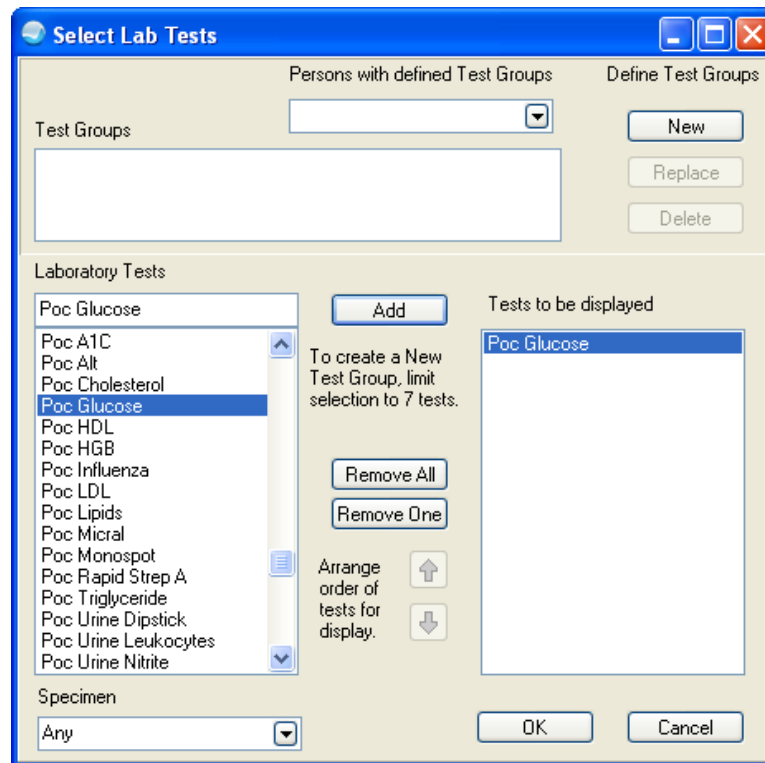 Select Lab Tests
Persons with defined Test Groups
Define Test Groups
Test Groups
New
Replace
Delete
Laboratory Tests
Poc Glucose
Poc A1C
Poc Alt
Poc Cholesterol
Poc Glucose
Poc HDL
Poc HGB
Poc Influenza
Poc LDL
Poc Lipids
Poc Micral
Poc Monospot
Poc Rapid Strep A
Poc Triglyceride
Poc Urine Dipstick
Poc Urine Leukocytes
Poc Urine Nitrite
Specimen
Any
Add
To create a New
Test Group, limit
selection to 7 tests.
Remove All
Remove One
Arrange
order of
tests for
display.
Tests to be displayed
Poc Glucose
OK
Cancel